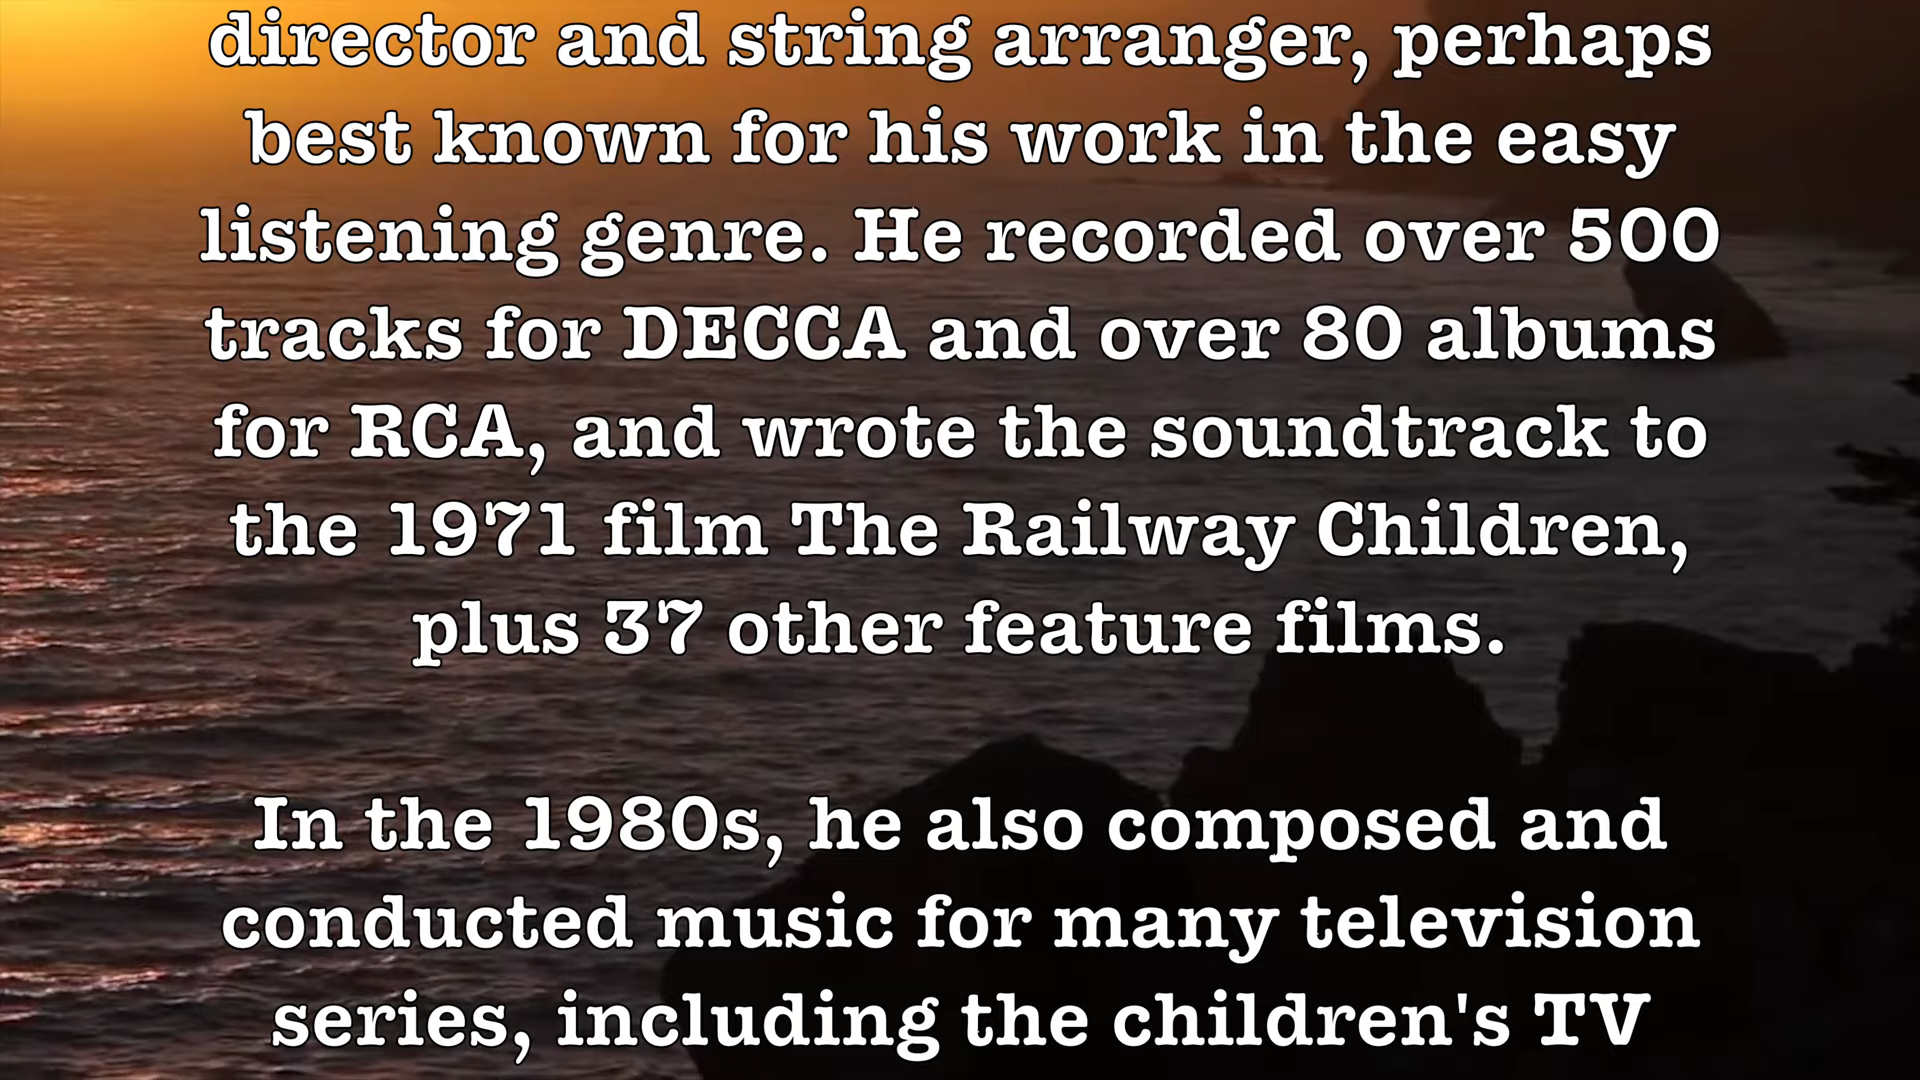 director and string arranger, perhaps
best known for his work in the easy
listening genre. He recorded over 500
tracks for DECCA and over 80 albums
for RCA, and wrote the soundtrack to
the 1971 film The Railway Children,
plus 37 other feature films.
In the 1980s, he also composed and
conducted music for many television
series, including the children's TV